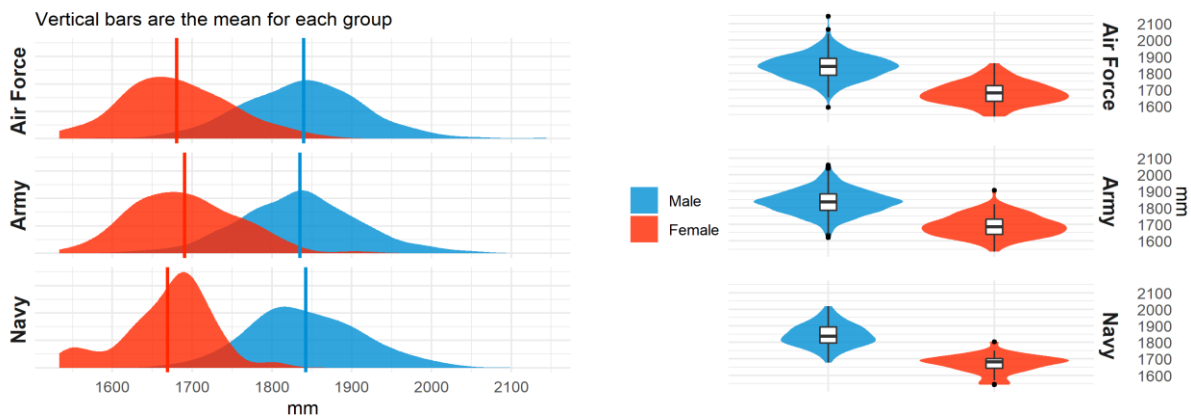 Vertical bars are the mean for each group
Air Force
Army
Navy
1600 1700 1800 1900 2000 2100
mm
Male
Female
2100
2000
1900
1800
1700
1600
Air Force
2100
2000
1900
1800
1700
1600
Army
mm
2100
2000
1900
1800
1700
1600
Navy